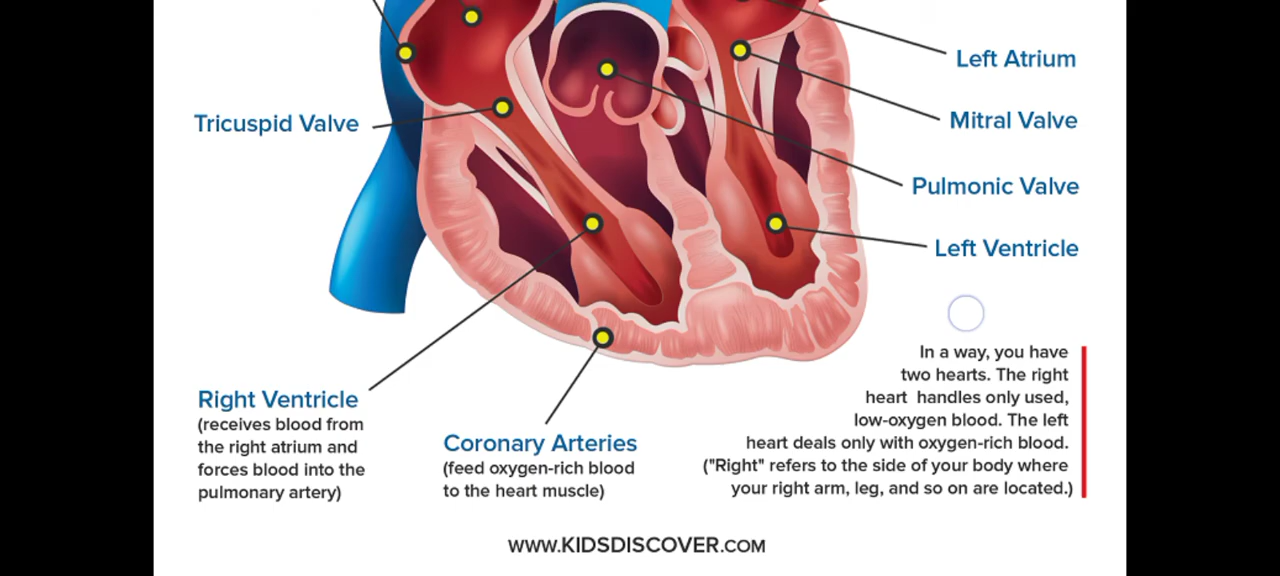 Left Atrium
Tricuspid Valve
Mitral Valve
Pulmonic Valve
Left Ventricle
Right Ventricle
(receives blood from
the right atrium and
forces blood into the
pulmonary artery)
Coronary Arteries
(feed oxygen-rich blood
to the heart muscle)
In a way, you have
two hearts. The right
heart handles only used,
low-oxygen blood. The left
heart deals only with oxygen-rich blood.
("Right" refers to the side of your body where
your right arm, leg, and so on are located.)
WWW.KIDSDISCOVER.COM